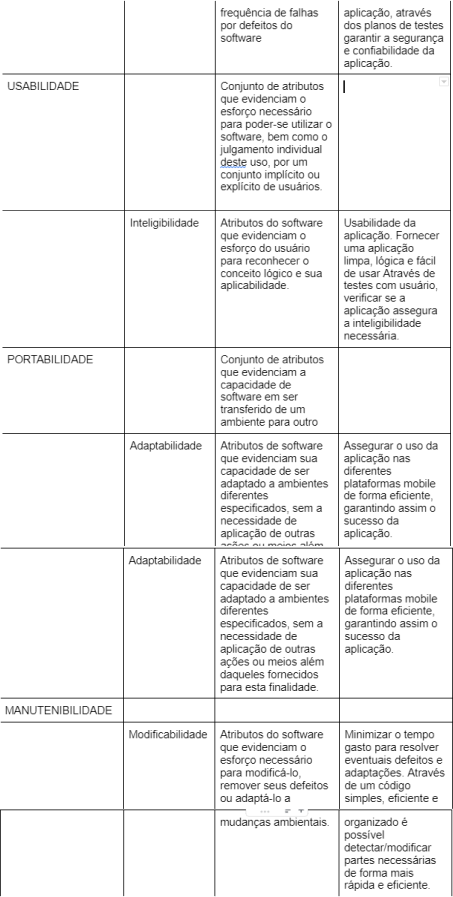 frequência de falhas
por defeitos do
software
aplicação, através
dos planos de testes
garantir a segurança
e confiabilidade da
aplicação.
USABILIDADE
Conjunto de atributos
que evidenciam o
esforço necessário
para poder-se utilizar o
software, bem como o
julgamento individual
deste uso, por um
conjunto implícito ou
explícito de usuários.
Inteligibilidade
Atributos do software
que evidenciam o
esforço do usuário
para reconhecer o
conceito lógico e sua
aplicabilidade.
Usabilidade da
aplicação. Fornecer
uma aplicação
limpa, lógica e fácil
de usar Através de
testes com usuário,
verificar se a
aplicação assegura
a inteligibilidade
necessária.
PORTABILIDADE
Conjunto de atributos
que evidenciam a
capacidade de
software em ser
transferido de um
ambiente para outro
Adaptabilidade
Atributos de software
que evidenciam sua
capacidade de ser
adaptado a ambientes
diferentes
especificados, sem a
necessidade de
aplicação de outras
ações ou meios além
Assegurar o uso da
aplicação nas
diferentes
plataformas mobile
de forma eficiente,
garantindo assim o
sucesso da
aplicação.
Adaptabilidade
Atributos de software
que evidenciam sua
capacidade de ser
adaptado a ambientes
diferentes
especificados, sem a
necessidade de
aplicação de outras
ações ou meios além
daqueles fornecidos
para esta finalidade.
Assegurar o uso da
aplicação nas
diferentes
plataformas mobile
de forma eficiente,
garantindo assim o
sucesso da
aplicação.
MANUTENIBILIDADE
Modificabilidade
Atributos do software
que evidenciam o
esforço necessário
para modificá-lo,
remover seus defeitos
ou adaptá-lo a
Minimizar o tempo
gasto para resolver
eventuais defeitos e
adaptações. Através
de um código
simples, eficiente e
mudanças ambientais.
organizado é
possível
detectar/modificar
partes necessárias
de forma mais
rápida e eficiente.